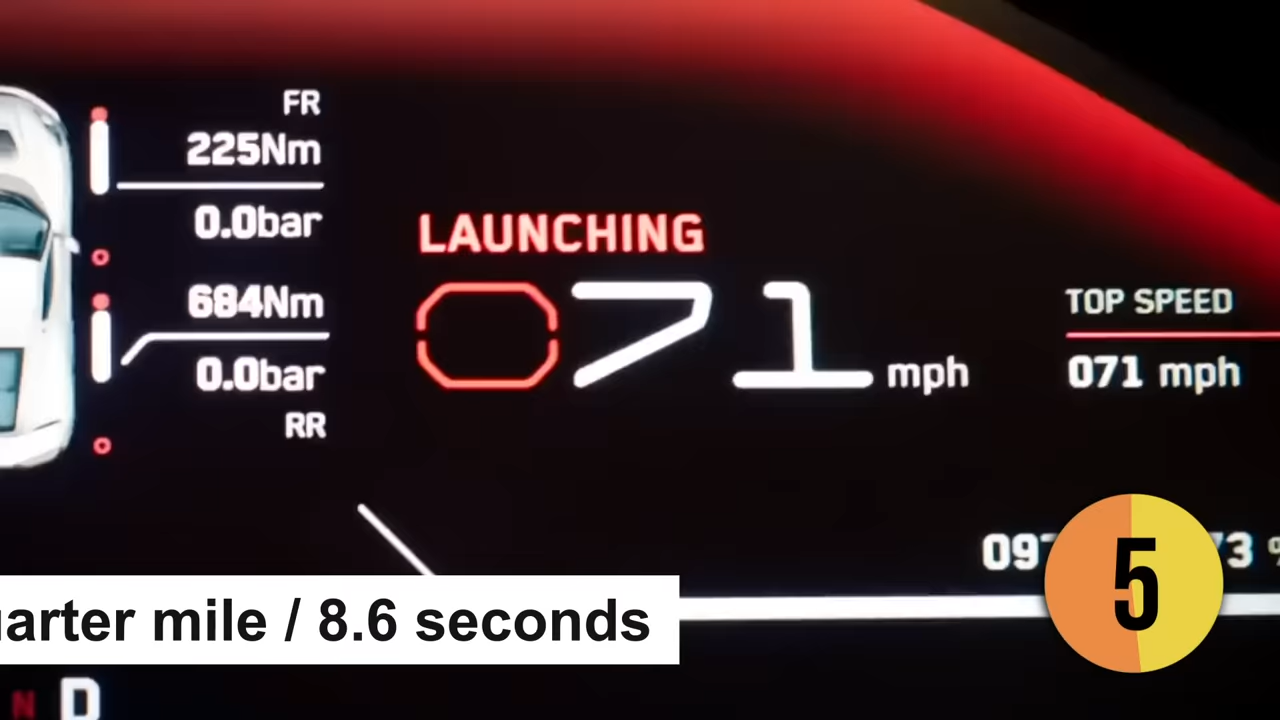 FR
225Nm
0.0bar
684Nm
0.0bar
RR
LAUNCHING
071 mph
TOP SPEED
071 mph
5
mile / 8.6 seconds
N D